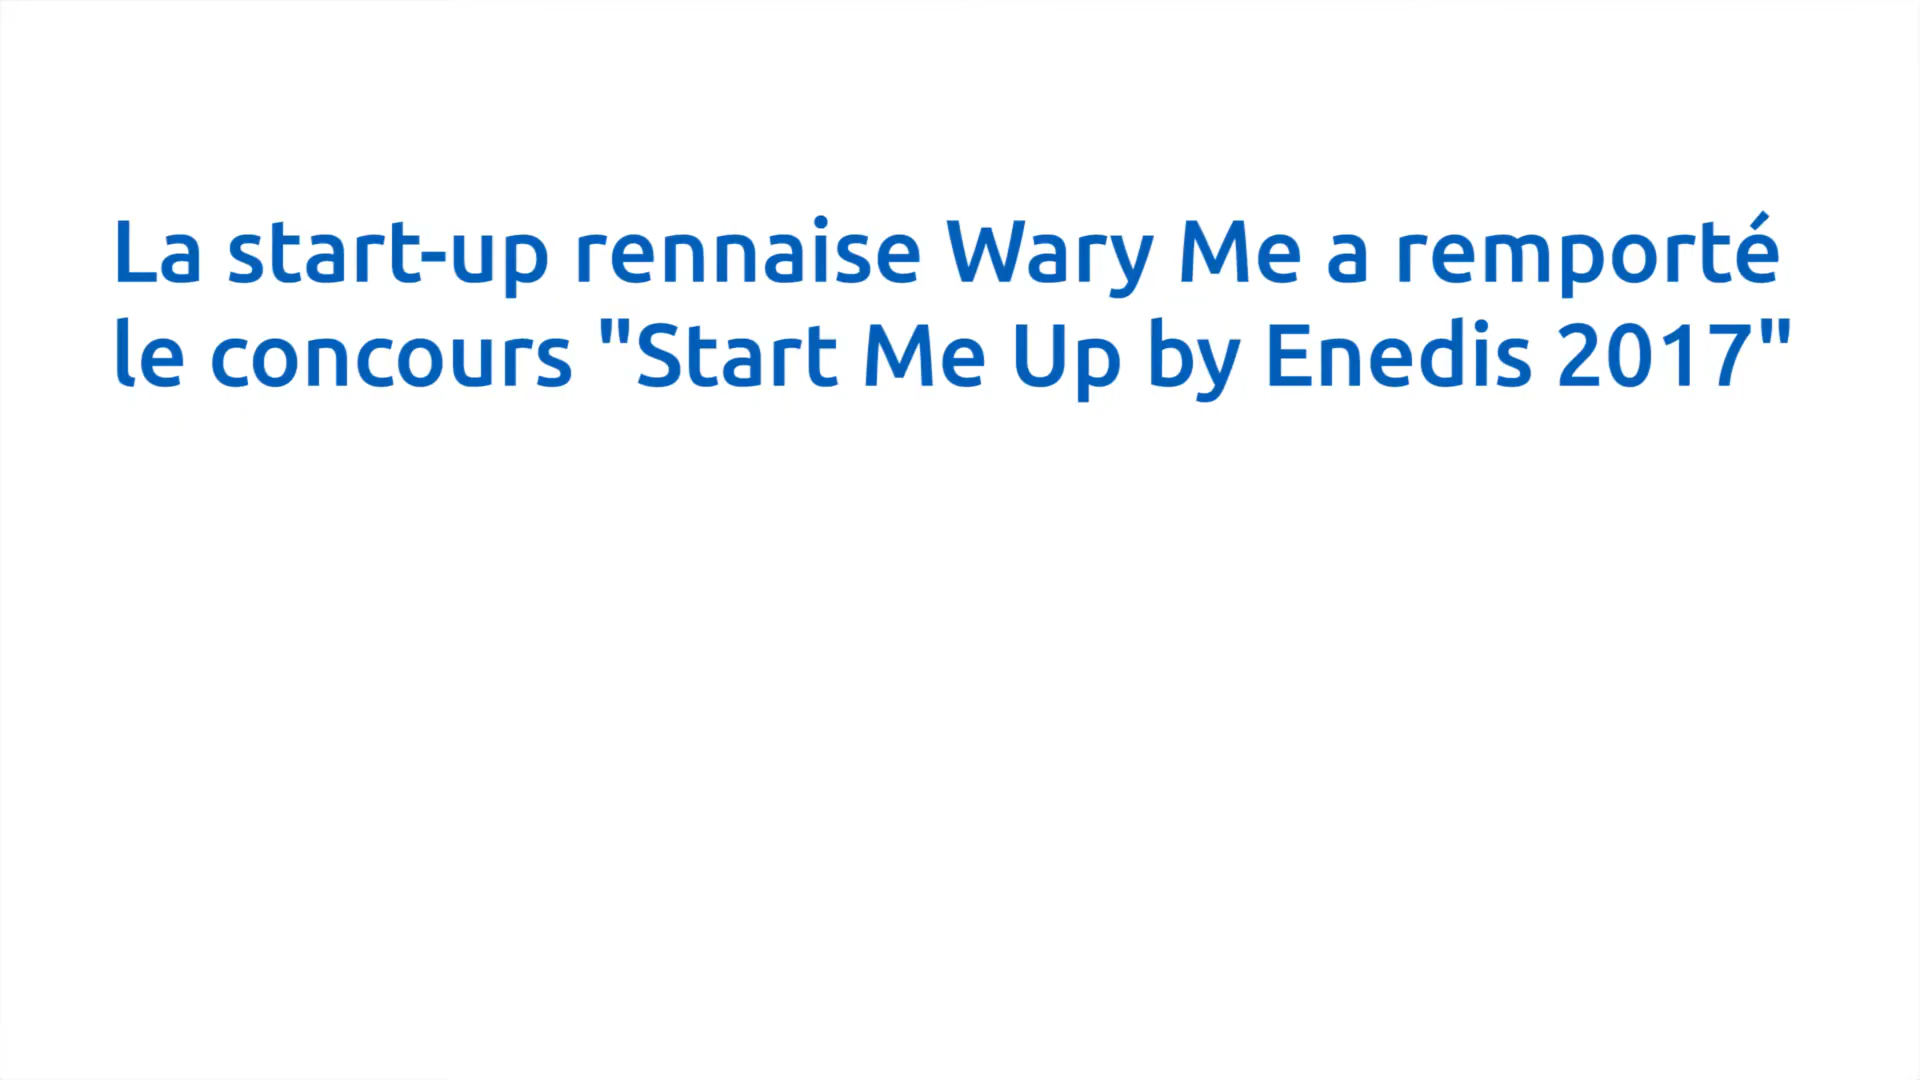 La start-up rennaise Wary Me a remporté
le concours "Start Me Up by Enedis 2017"